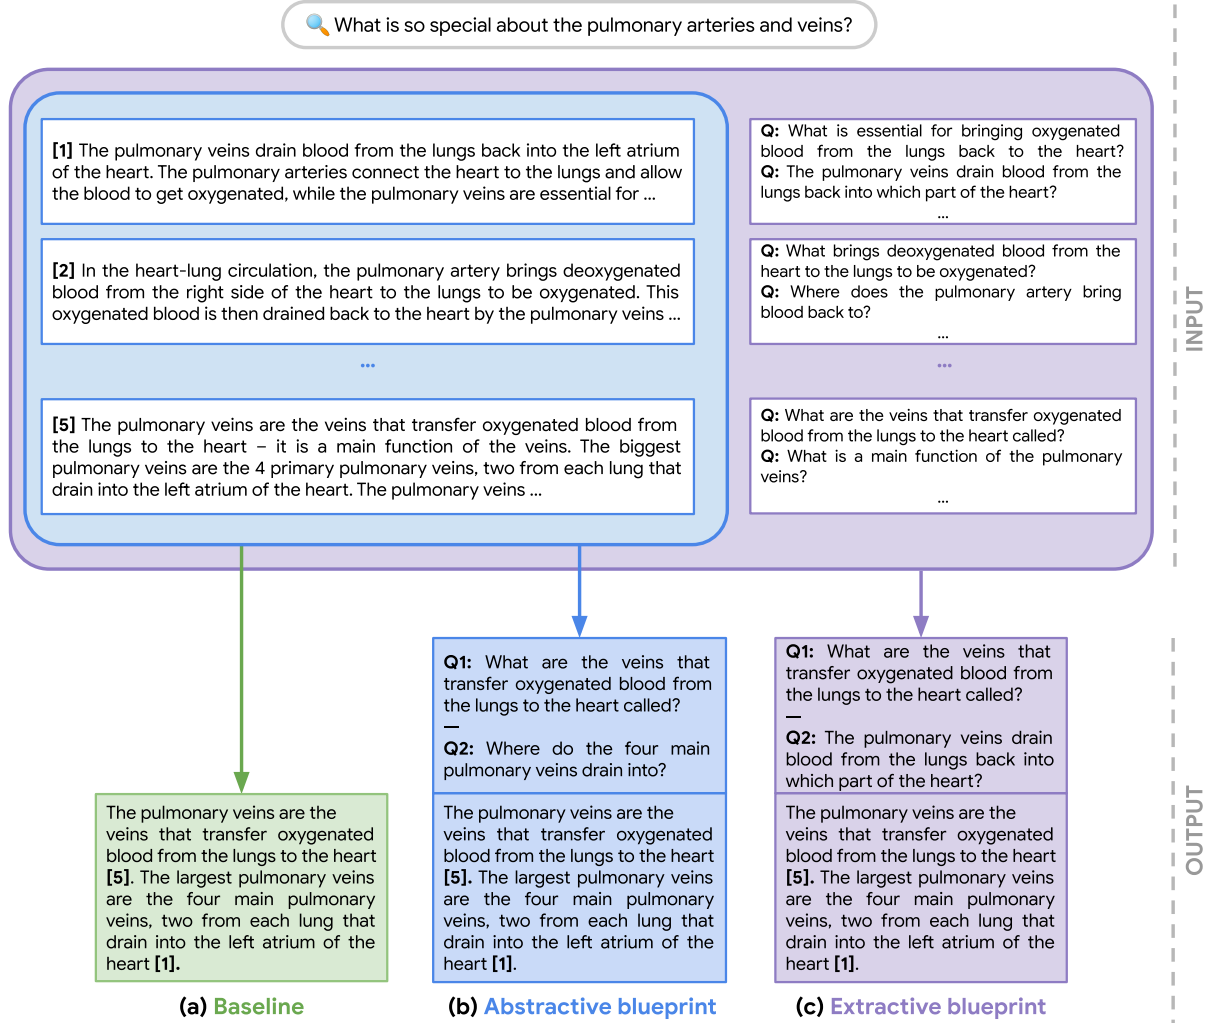 What is so special about the pulmonary arteries and veins?
[1] The pulmonary veins drain blood from the lungs back into the left atrium
of the heart. The pulmonary arteries connect the heart to the lungs and allow
the blood to get oxygenated, while the pulmonary veins are essential for ...
[2] In the heart-lung circulation, the pulmonary artery brings deoxygenated
blood from the right side of the heart to the lungs to be oxygenated. This
oxygenated blood is then drained back to the heart by the pulmonary veins ...
...
[5] The pulmonary veins are the veins that transfer oxygenated blood from
the lungs to the heart – it is a main function of the veins. The biggest
pulmonary veins are the 4 primary pulmonary veins, two from each lung that
drain into the left atrium of the heart. The pulmonary veins ...
Q: What is essential for bringing oxygenated
blood from the lungs back to the heart?
Q: The pulmonary veins drain blood from the
lungs back into which part of the heart?
...
Q: What brings deoxygenated blood from the
heart to the lungs to be oxygenated?
Q: Where does the pulmonary artery bring
blood back to?
...
...
Q: What are the veins that transfer oxygenated
blood from the lungs to the heart called?
Q: What is a main function of the pulmonary
veins?
...
INPUT
The pulmonary veins are the
veins that transfer oxygenated
blood from the lungs to the heart
[5]. The largest pulmonary veins
are the four main pulmonary
veins, two from each lung that
drain into the left atrium of the
heart [1].
(a) Baseline
Q1: What are the veins that
transfer oxygenated blood from
the lungs to the heart called?
—
Q2: Where do the four main
pulmonary veins drain into?
The pulmonary veins are the
veins that transfer oxygenated
blood from the lungs to the heart
[5]. The largest pulmonary veins
are the four main pulmonary
veins, two from each lung that
drain into the left atrium of the
heart [1].
(b) Abstractive blueprint
Q1: What are the veins that
transfer oxygenated blood from
the lungs to the heart called?
—
Q2: The pulmonary veins drain
blood from the lungs back into
which part of the heart?
The pulmonary veins are the
veins that transfer oxygenated
blood from the lungs to the heart
[5]. The largest pulmonary veins
are the four main pulmonary
veins, two from each lung that
drain into the left atrium of the
heart [1].
(c) Extractive blueprint
OUTPUT